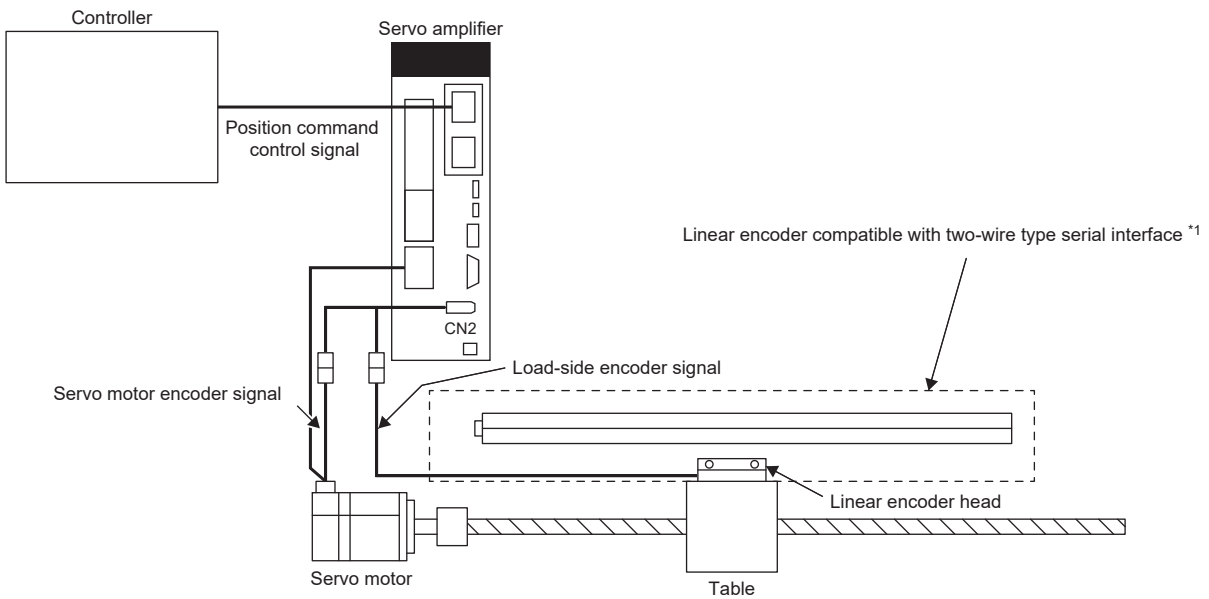 Controller
Servo amplifier
Position command
control signal
Linear encoder compatible with two-wire type serial interface *1
CN2
Load-side encoder signal
Servo motor encoder signal
Linear encoder head
Servo motor
Table